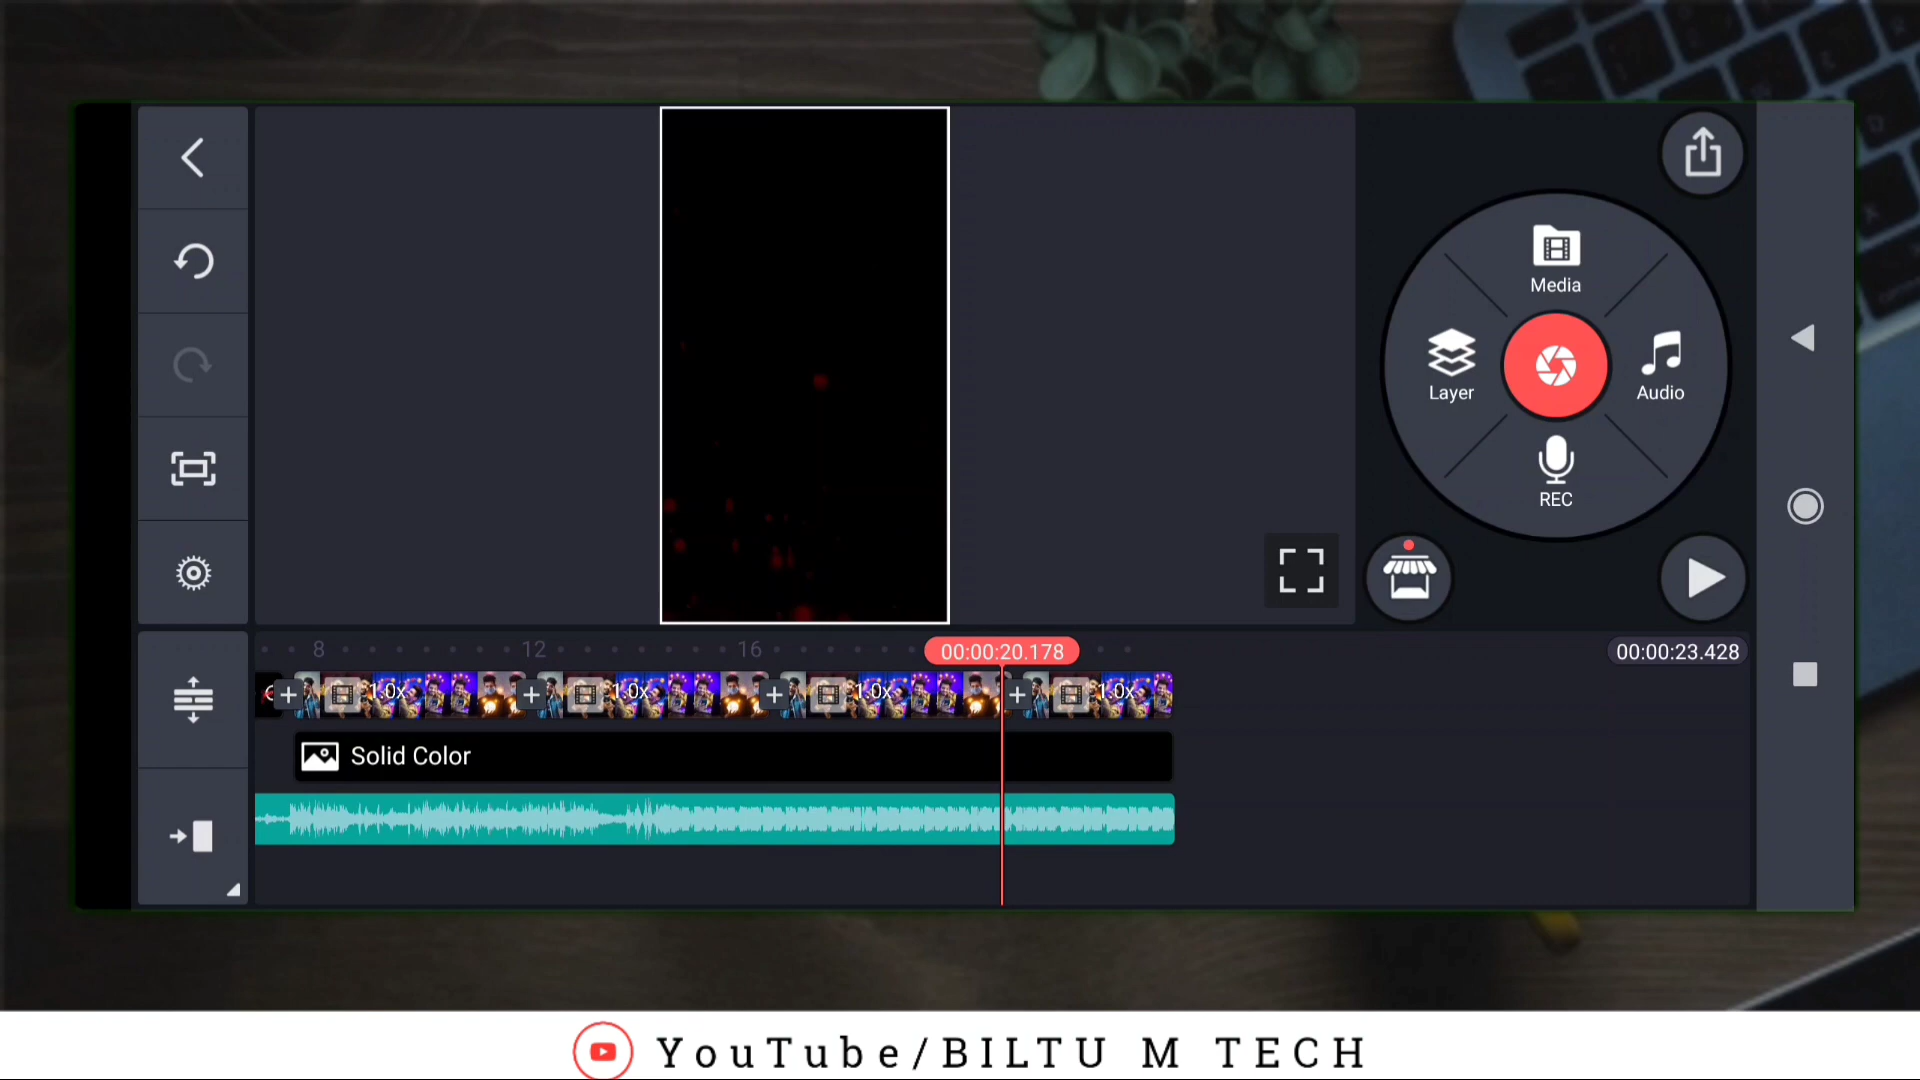 Media
Layer
Audio
REC
8
12
16
00:00:20.178
00:00:23.428
1.0x
1.0x
1.0x
1.0x
Solid Color
YouTube/BILTU M TECH